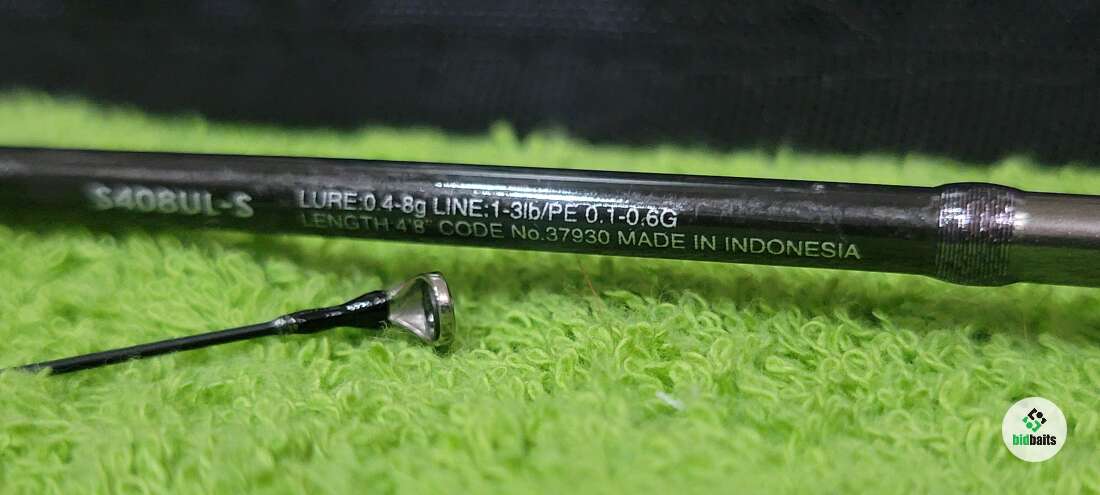 S408UL-S
LURE:0.4-8g LINE:1-3lb/PE 0.1-0.6G
LENGTH 4'8" CODE No.37930 MADE IN INDONESIA
bidbaits